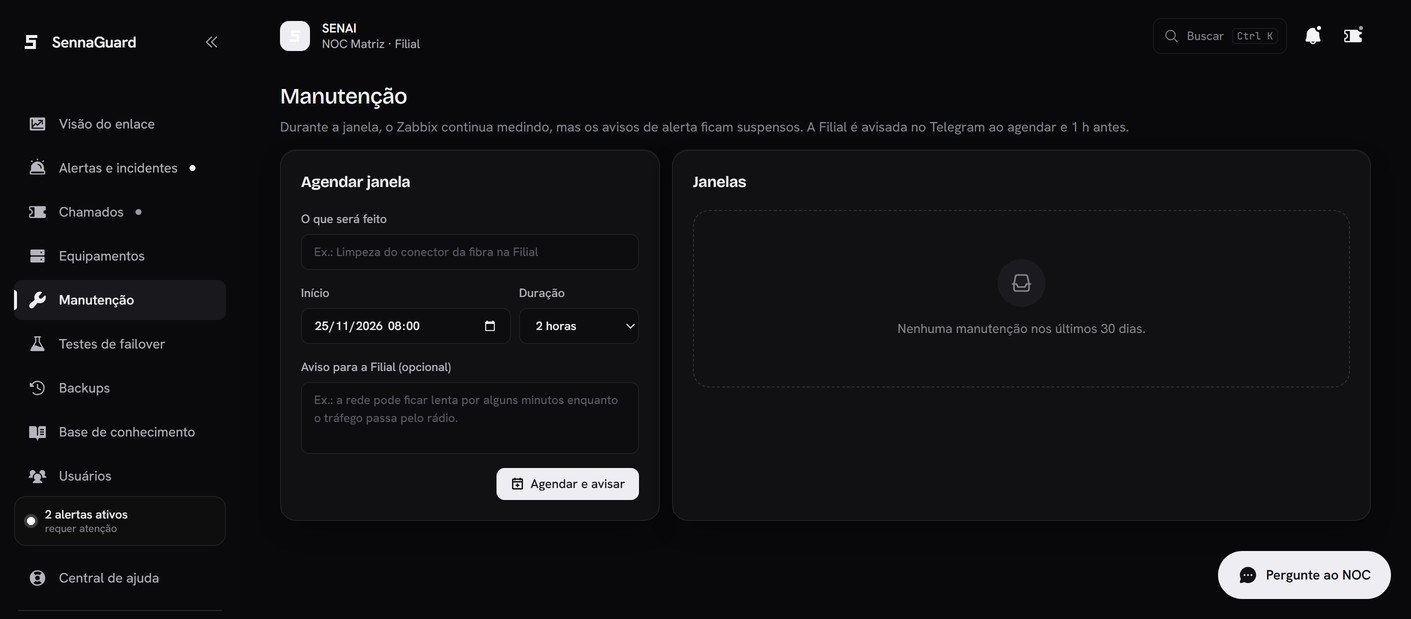 SennaGuard
Visão do enlace
Alertas e incidentes
Chamados
Equipamentos
Manutenção
Testes de failover
Backups
Base de conhecimento
Usuários
2 alertas ativos
requer atenção
Central de ajuda
SENAI
NOC Matriz · Filial
Buscar Ctrl K
Manutenção
Durante a janela, o Zabbix continua medindo, mas os avisos de alerta ficam suspensos. A Filial é avisada no Telegram ao agendar e 1 h antes.
Agendar janela
O que será feito
Ex.: Limpeza do conector da fibra na Filial
Início Duração
25/11/2026 08:00 2 horas
Aviso para a Filial (opcional)
Ex.: a rede pode ficar lenta por alguns minutos enquanto
o tráfego passa pelo rádio.
Agendar e avisar
Janelas
Nenhuma manutenção nos últimos 30 dias.
Pergunte ao NOC